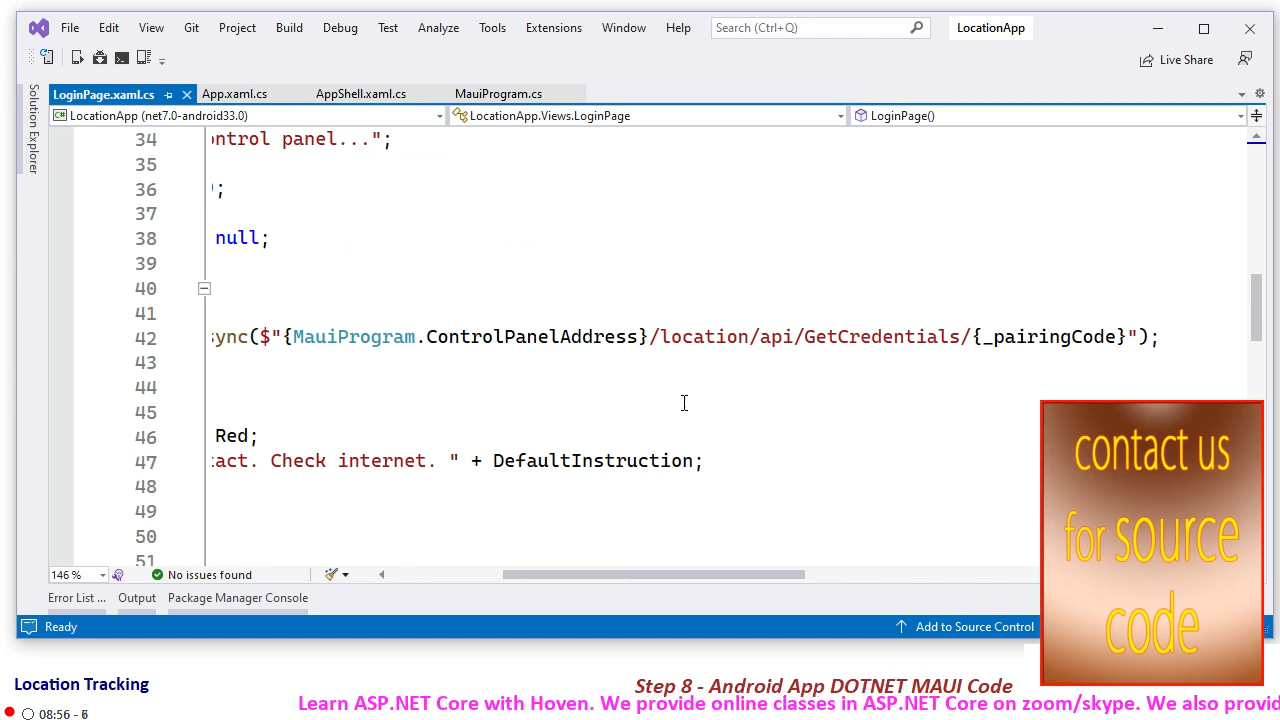 File Edit View Git Project Build Debug Test Analyze Tools Extensions Window Help Search (Ctrl+Q) LocationApp
Live Share
Solution Explorer
LoginPage.xaml.cs App.xaml.cs AppShell.xaml.cs MauiProgram.cs
LocationApp (net7.0-android33.0) LocationApp.Views.LoginPage LoginPage()
34 ontrol panel...";
35
36 );
37
38 null;
39
40
41
42 sync($"{MauiProgram.ControlPanelAddress}/location/api/GetCredentials/{_pairingCode}");
43
44
45
46 Red;
47 tact. Check internet. " + DefaultInstruction;
48
49
50
51
146 % No issues found
Error List ... Output Package Manager Console
Ready Add to Source Control
contact us
for source
code
Location Tracking
Step 8 - Android App DOTNET MAUI Code
Learn ASP.NET Core with Hoven. We provide online classes in ASP.NET Core on zoom/skype. We also provid